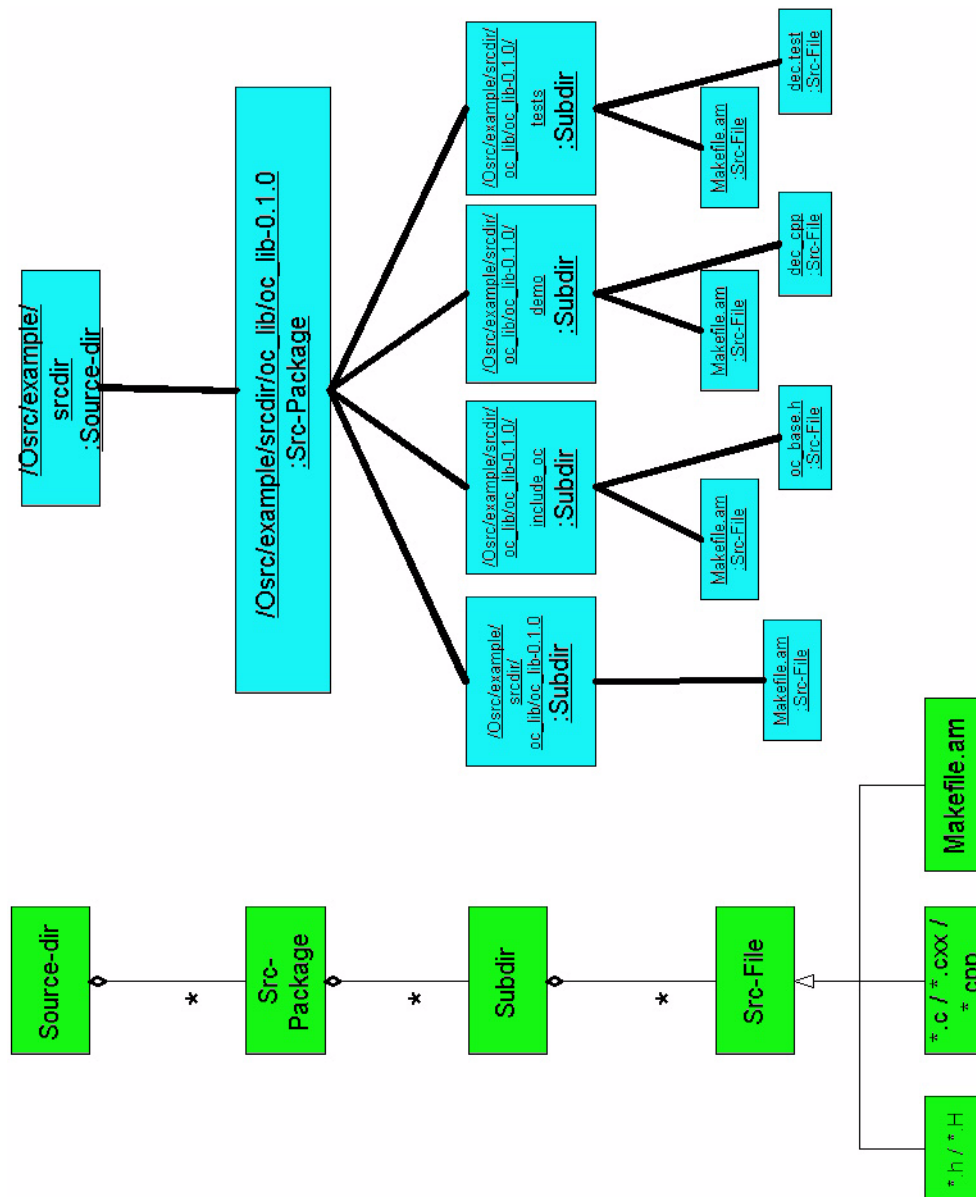 Source-dir
*
Src-
Package
*
Subdir
*
Src-File
*.h / *.H
*.c / *.cxx /
*.cpp
Makefile.am
/Osrc/example/
srcdir
:Source-dir
/Osrc/example/srcdir/oc_lib/oc_lib-0.1.0
:Src-Package
/Osrc/example/
srcdir/
oc_lib/oc_lib-0.1.0
:Subdir
/Osrc/example/srcdir/
oc_lib/oc_lib-0.1.0/
include_oc
:Subdir
/Osrc/example/srcdir/
oc_lib/oc_lib-0.1.0/
demo
:Subdir
/Osrc/example/srcdir/
oc_lib/oc_lib-0.1.0/
tests
:Subdir
Makefile.am
:Src-File
Makefile.am
:Src-File
oc_base.h
:Src-File
Makefile.am
:Src-File
dec_cpp
:Src-File
Makefile.am
:Src-File
dec.test
:Src-File